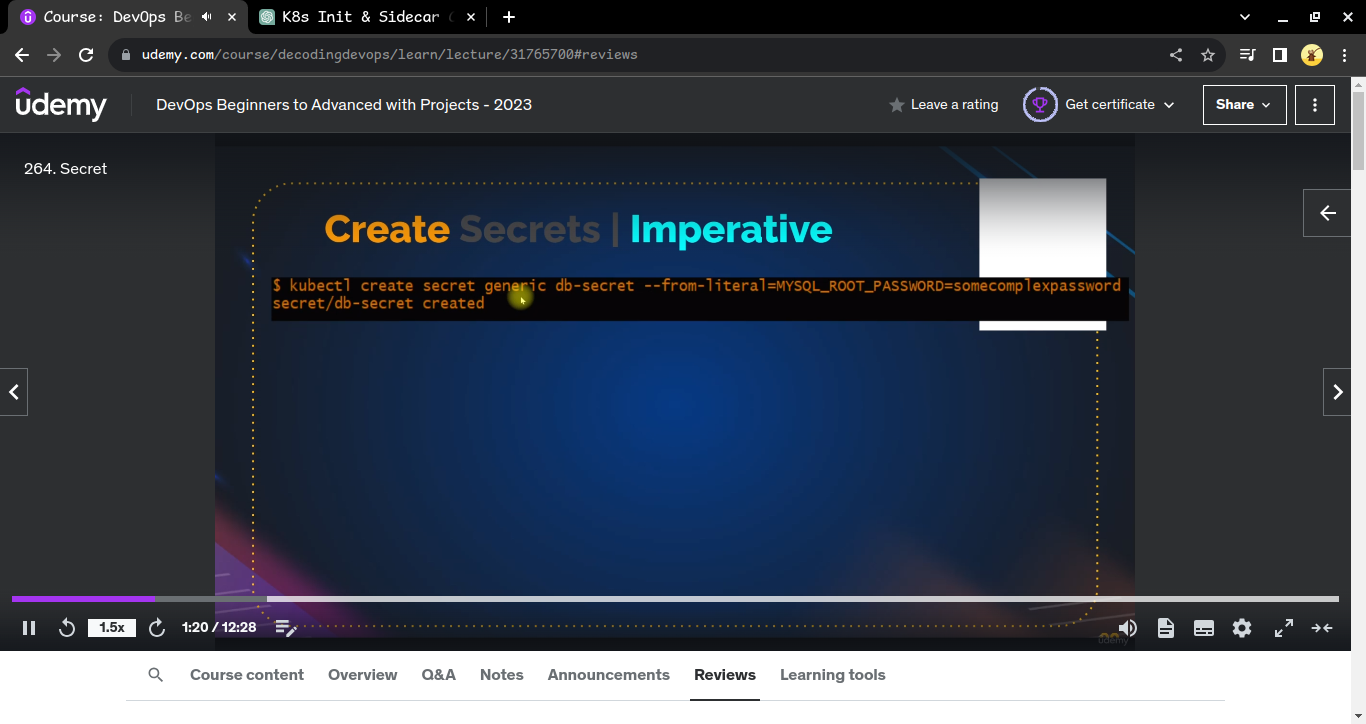 Course: DevOps Be
K8s Init & Sidecar
udemy.com/course/decodingdevops/learn/lecture/31765700#reviews
udemy
DevOps Beginners to Advanced with Projects - 2023
Leave a rating
Get certificate
Share
264. Secret
Create Secrets | Imperative
$ kubectl create secret generic db-secret --from-literal=MYSQL_ROOT_PASSWORD=somecomplexpassword
secret/db-secret created
1.5x
1:20 / 12:28
udemy
Course content
Overview
Q&A
Notes
Announcements
Reviews
Learning tools